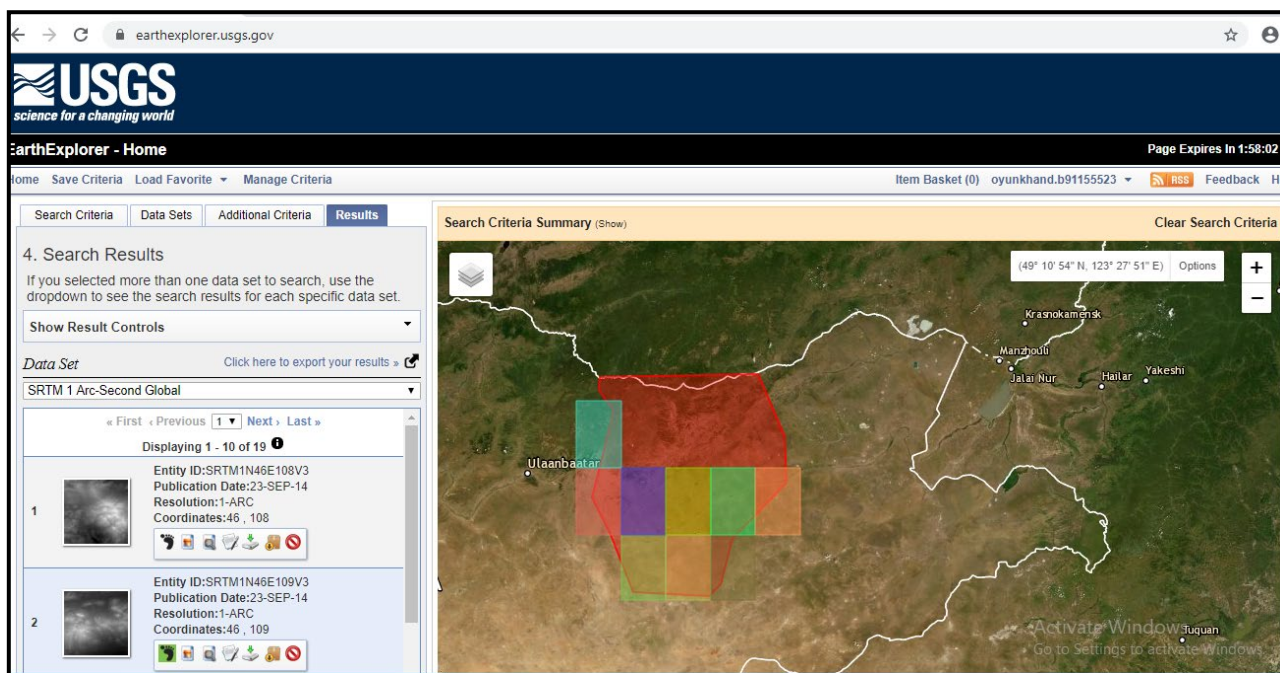 earthexplorer.usgs.gov
USGS
science for a changing world
EarthExplorer - Home
Page Expires In 1:58:02
Home Save Criteria Load Favorite Manage Criteria
Item Basket (0) oyunkhand.b91155523 RSS Feedback H
Search Criteria Data Sets Additional Criteria Results
Search Criteria Summary (Show)
Clear Search Criteria
4. Search Results
If you selected more than one data set to search, use the
dropdown to see the search results for each specific data set.
Show Result Controls
Data Set
Click here to export your results »
SRTM 1 Arc-Second Global
« First ‹ Previous 1 Next › Last »
Displaying 1 - 10 of 19
1
Entity ID:SRTM1N46E108V3
Publication Date:23-SEP-14
Resolution:1-ARC
Coordinates:46 , 108
2
Entity ID:SRTM1N46E109V3
Publication Date:23-SEP-14
Resolution:1-ARC
Coordinates:46 , 109
(49° 10' 54" N, 123° 27' 51" E) Options
+
−
Krasnokamensk
Manzhouli
Jalai Nur
Hailar
Yakeshi
Ulaanbaatar
Tuquan
Activate Windows
Go to Settings to activate Windows.